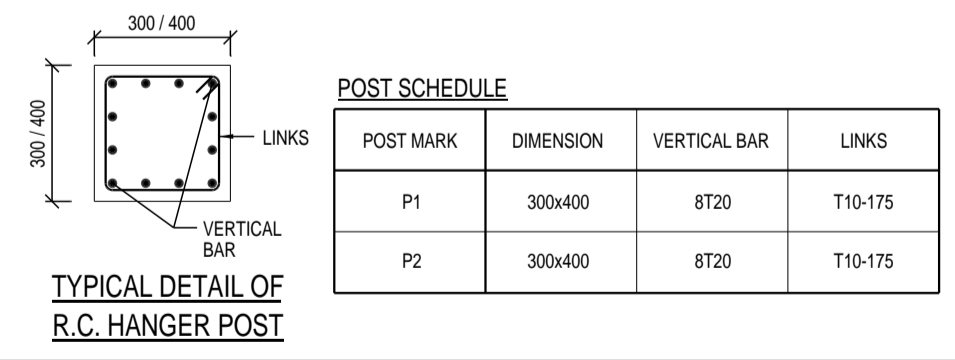 300 / 400
300 / 400
LINKS
VERTICAL
BAR
TYPICAL DETAIL OF
R.C. HANGER POST
POST SCHEDULE
POST MARK DIMENSION VERTICAL BAR LINKS
P1 300x400 8T20 T10-175
P2 300x400 8T20 T10-175